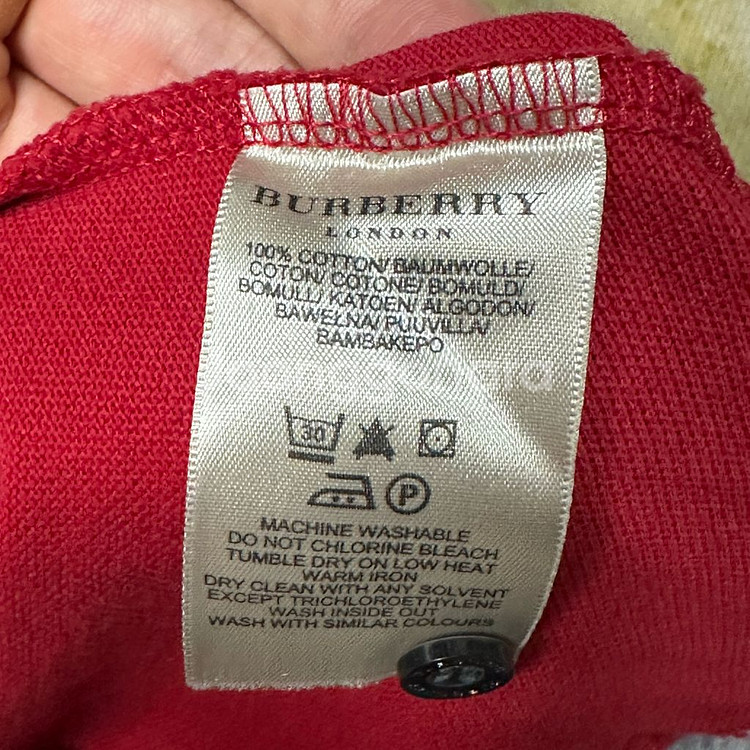 BURBERRY
LONDON
100% COTTON/ BAUMWOLLE/
COTON/ COTONE/ BOMULD/
BOMULL/ KATOEN/ ALGODON/
BAWEŁNA/ PUUVILLA/
BAMBAKEPO
30
P
MACHINE WASHABLE
DO NOT CHLORINE BLEACH
TUMBLE DRY ON LOW HEAT
WARM IRON
DRY CLEAN WITH ANY SOLVENT
EXCEPT TRICHLOROETHYLENE
WASH INSIDE OUT
WASH WITH SIMILAR COLOURS